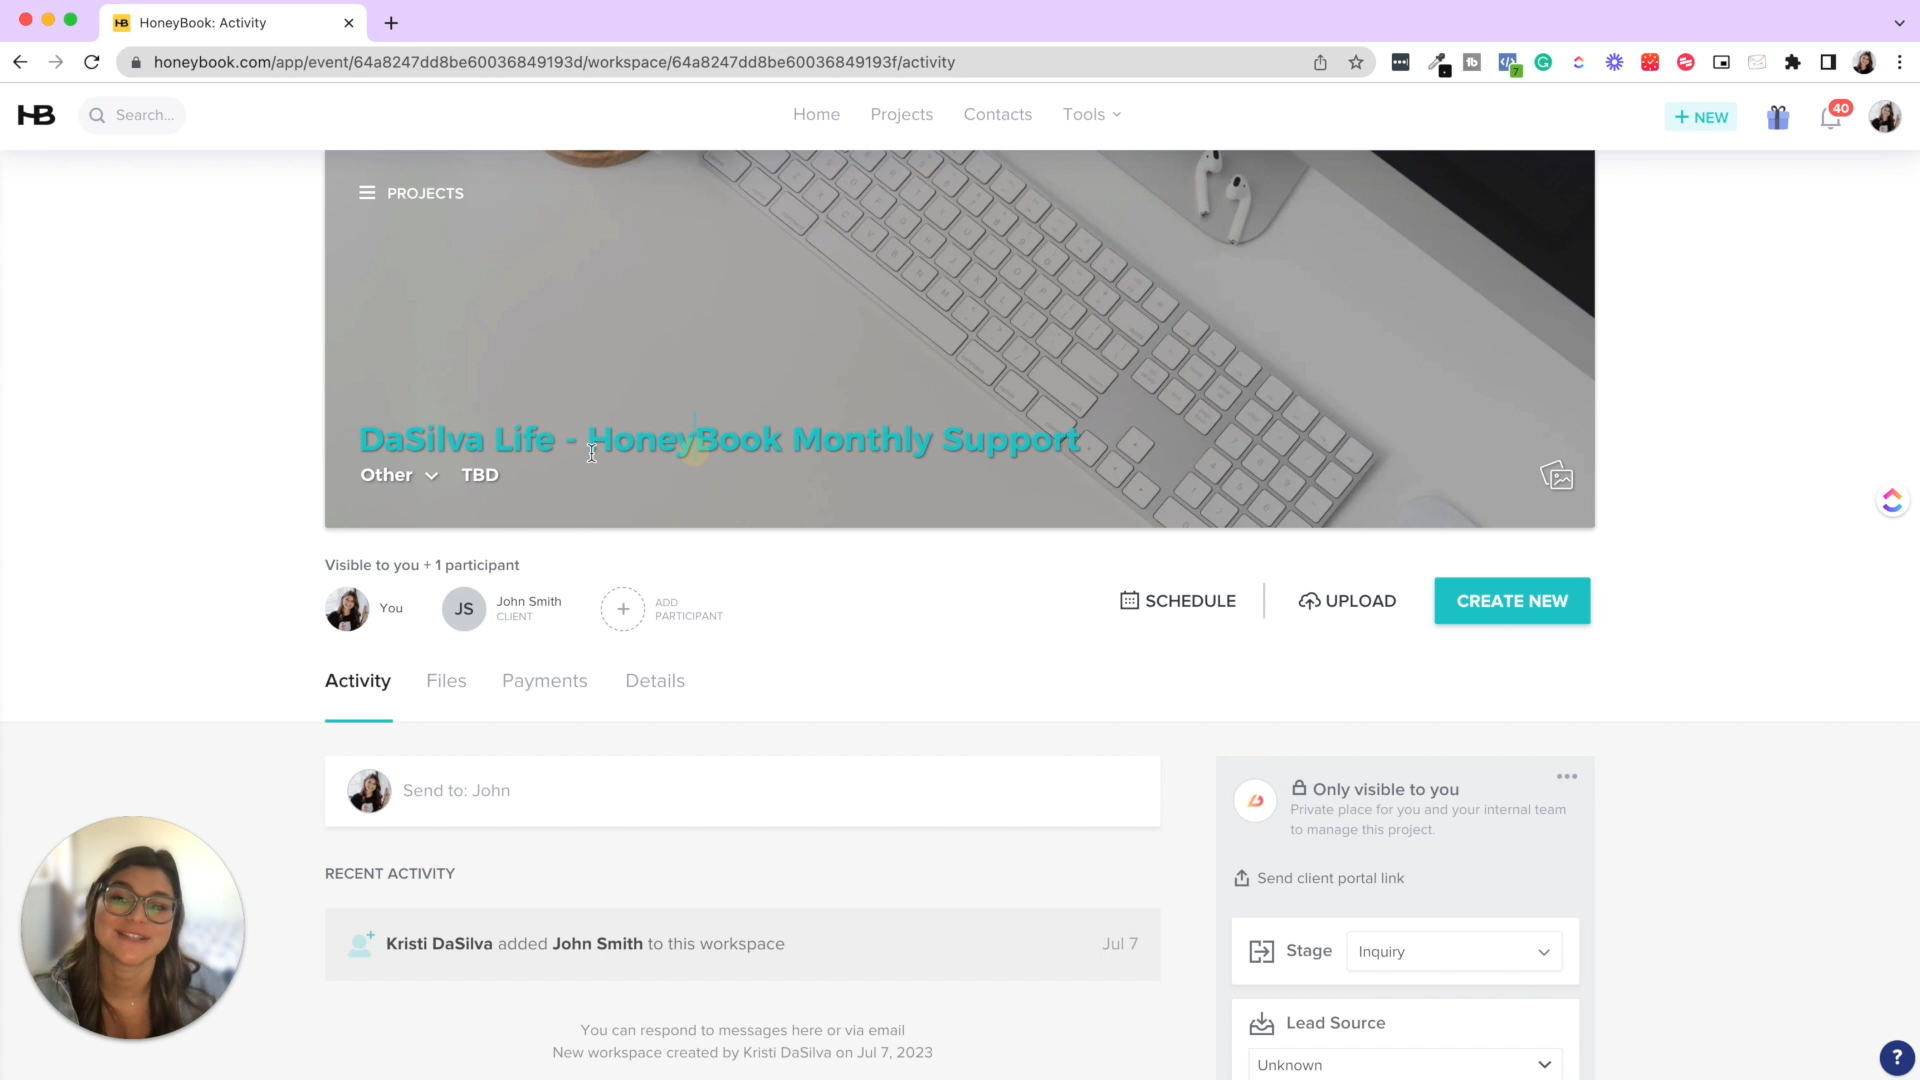 HoneyBook: Activity
honeybook.com/app/event/64a8247dd8be60036849193d/workspace/64a8247dd8be60036849193f/activity
7
HB
Search...
Home
Projects
Contacts
Tools
+ NEW
40
PROJECTS
DaSilva Life - HoneyBook Monthly Support
Other
TBD
Visible to you + 1 participant
You
JS
John Smith
CLIENT
ADD
PARTICIPANT
SCHEDULE
UPLOAD
CREATE NEW
Activity
Files
Payments
Details
Send to: John
RECENT ACTIVITY
Kristi DaSilva added John Smith to this workspace
Jul 7
You can respond to messages here or via email
New workspace created by Kristi DaSilva on Jul 7, 2023
Only visible to you
Private place for you and your internal team
to manage this project.
Send client portal link
Stage
Inquiry
Lead Source
Unknown
?